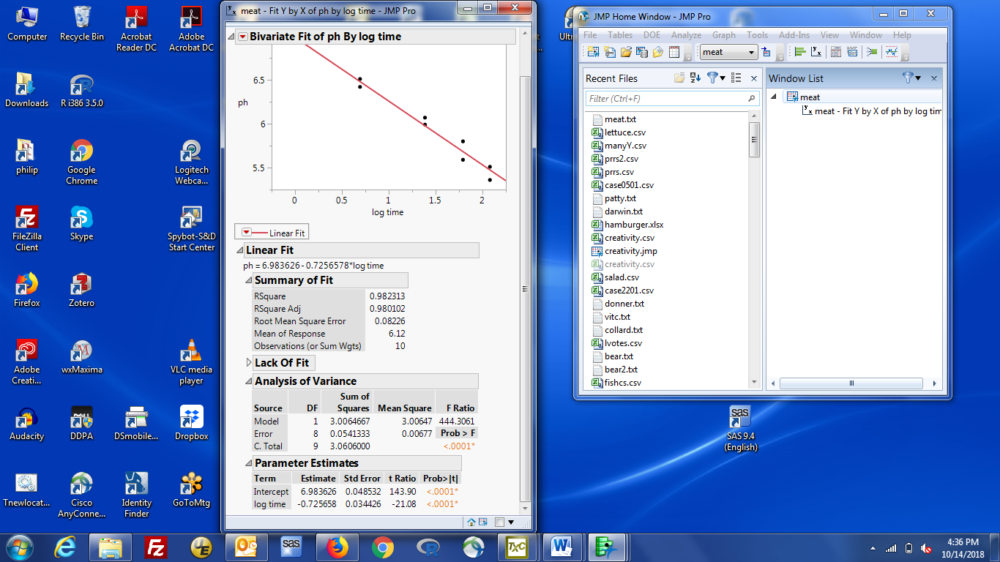 Computer
Recycle Bin
Acrobat Reader DC
Adobe Acrobat DC
Downloads
R i386 3.5.0
philip
Google Chrome
Logitech Webca...
FileZilla Client
Skype
Spybot-S&D Start Center
Firefox
Zotero
Adobe Creati...
wxMaxima
VLC media player
Audacity
DDPA
DSmobile...
Dropbox
Tnewlocat...
Cisco AnyConne...
Identity Finder
GoToMtg
meat - Fit Y by X of ph by log time - JMP Pro
Bivariate Fit of ph By log time
6.5
ph
6
5.5
0 0.5 1 1.5 2
log time
Linear Fit
Linear Fit
ph = 6.983626 - 0.7256578*log time
Summary of Fit
RSquare 0.982313
RSquare Adj 0.980102
Root Mean Square Error 0.08226
Mean of Response 6.12
Observations (or Sum Wgts) 10
Lack Of Fit
Analysis of Variance
Sum of
Source DF Squares Mean Square F Ratio
Model 1 3.0064667 3.00647 444.3061
Error 8 0.0541333 0.00677 Prob > F
C. Total 9 3.0606000 <.0001*
Parameter Estimates
Term Estimate Std Error t Ratio Prob>|t|
Intercept 6.983626 0.048532 143.90 <.0001*
log time -0.725658 0.034426 -21.08 <.0001*
JMP Home Window - JMP Pro
File Tables DOE Analyze Graph Tools Add-Ins View Window Help
meat
Recent Files
Filter (Ctrl+F)
meat.txt
lettuce.csv
manyY.csv
prrs2.csv
prrs.csv
case0501.csv
patty.txt
darwin.txt
hamburger.xlsx
creativity.csv
creativity.jmp
creativity.csv
salad.csv
case2201.csv
donner.txt
vitc.txt
collard.txt
lvotes.csv
bear.txt
bear2.txt
fishcs.csv
Window List
meat
meat - Fit Y by X of ph by log tim
SAS 9.4 (English)
4:36 PM
10/14/2018